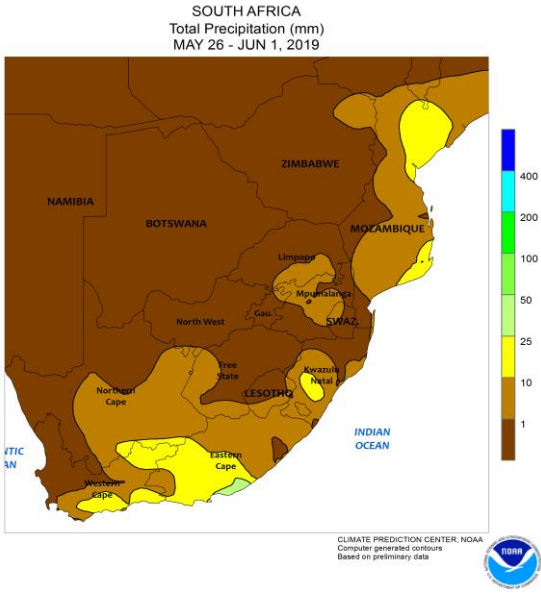 SOUTH AFRICA
Total Precipitation (mm)
MAY 26 - JUN 1, 2019
ZIMBABWE
NAMIBIA
BOTSWANA
MOZAMBIQUE
Limpopo
Mpumalanga
Gau.
North West
SWAZ.
Free
State
Kwazulu
Natal
LESOTHO
Northern
Cape
Eastern
Cape
Western
Cape
INDIAN
OCEAN
NTIC
AN
400
200
100
50
25
10
1
CLIMATE PREDICTION CENTER, NOAA
Computer generated contours
Based on preliminary data
NOAA